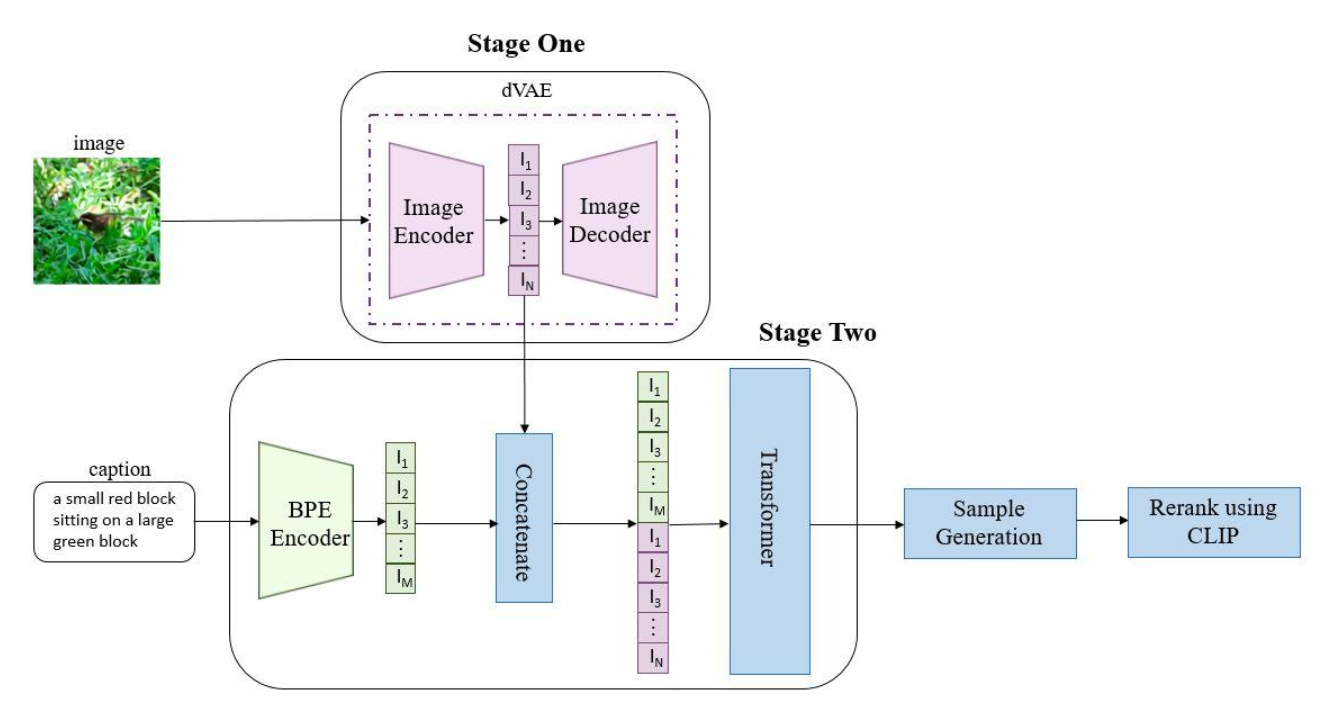 Stage One
dVAE
image
Image
Encoder
I1
I2
I3
⋮
IN
Image
Decoder
Stage Two
caption
a small red block
sitting on a large
green block
BPE
Encoder
I1
I2
I3
⋮
IM
Concatenate
I1
I2
I3
⋮
IM
I1
I2
I3
⋮
IN
Transformer
Sample
Generation
Rerank using
CLIP